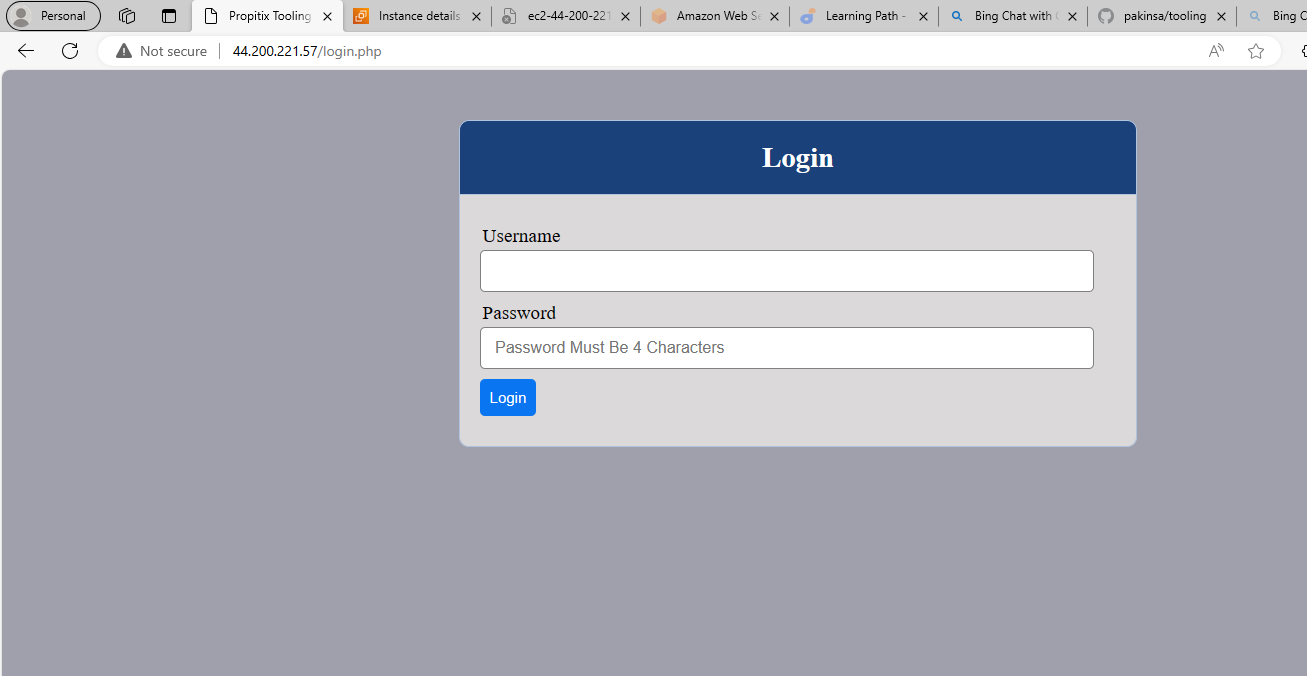 Personal
Propitix Tooling
Instance details
ec2-44-200-221
Amazon Web Se
Learning Path -
Bing Chat with
pakinsa/tooling
Bing C
Not secure
44.200.221.57/login.php
Login
Username
Password
Password Must Be 4 Characters
Login